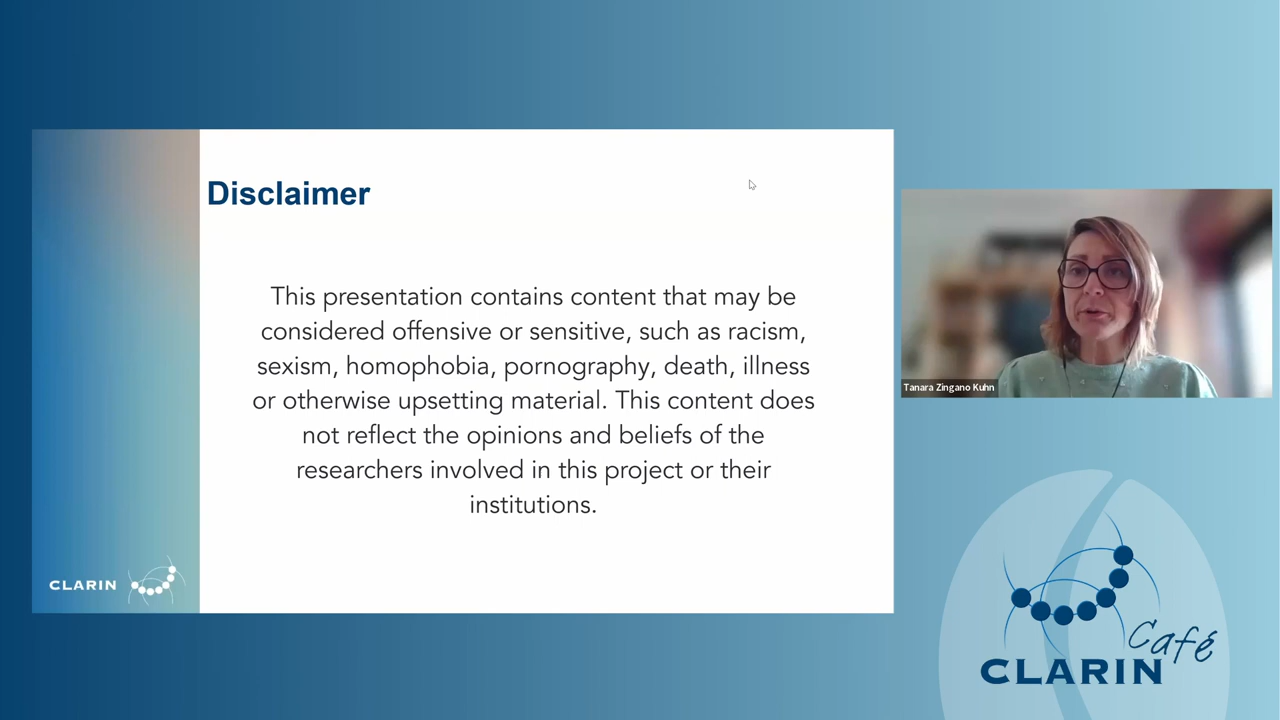 Disclaimer
This presentation contains content that may be
considered offensive or sensitive, such as racism,
sexism, homophobia, pornography, death, illness
or otherwise upsetting material. This content does
not reflect the opinions and beliefs of the
researchers involved in this project or their
institutions.
CLARIN
Tanara Zingano Kuhn
Café
CLARIN